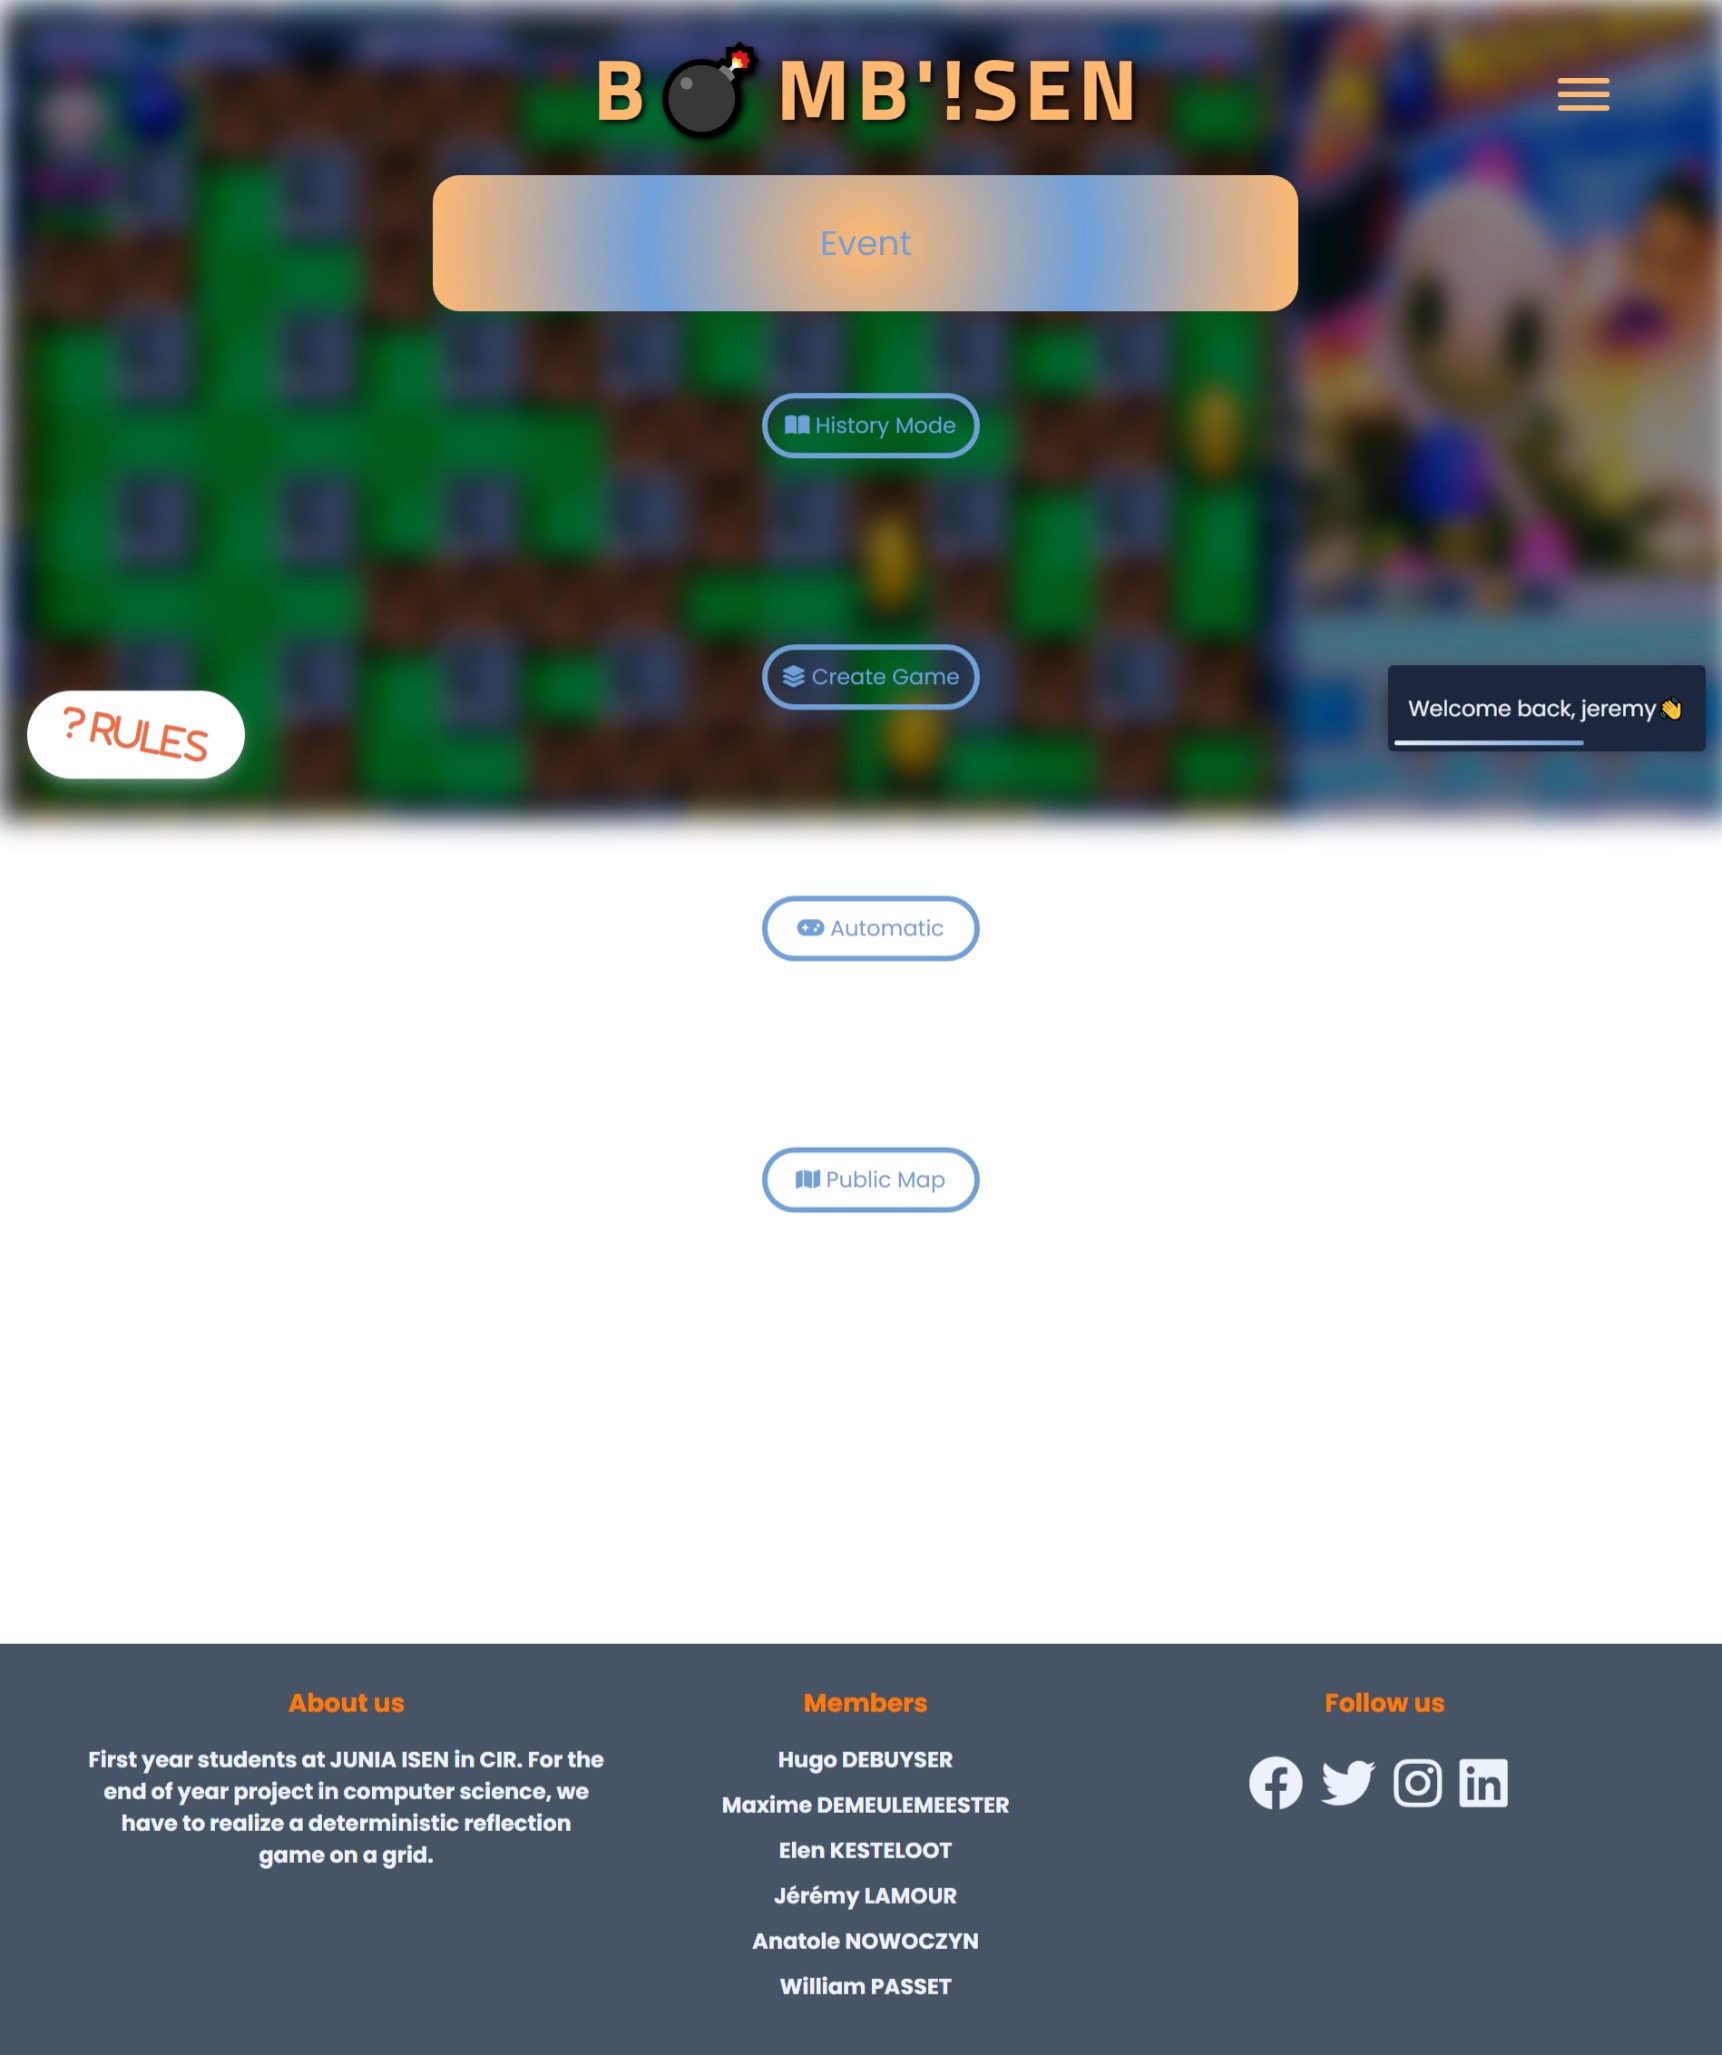 B MB'!SEN
Event
History Mode
Create Game
? RULES
Welcome back, jeremy👋
Automatic
Public Map
About us
First year students at JUNIA ISEN in CIR. For the
end of year project in computer science, we
have to realize a deterministic reflection
game on a grid.
Members
Hugo DEBUYSER
Maxime DEMEULEMEESTER
Elen KESTELOOT
Jérémy LAMOUR
Anatole NOWOCZYN
William PASSET
Follow us